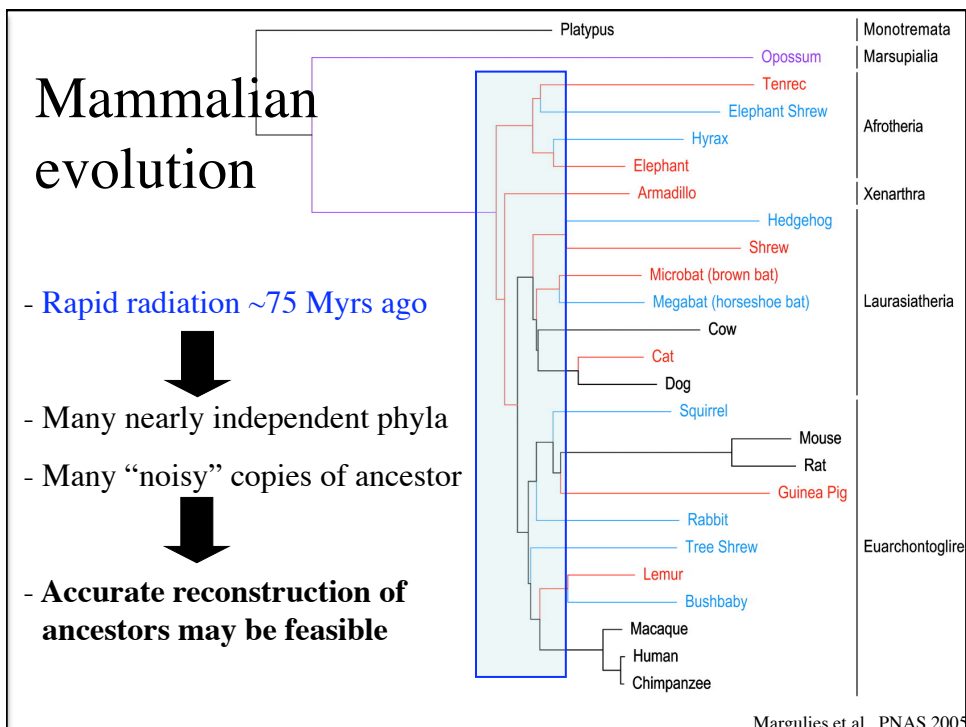 Mammalian
evolution
- Rapid radiation ~75 Myrs ago
- Many nearly independent phyla
- Many “noisy” copies of ancestor
- Accurate reconstruction of
ancestors may be feasible
Platypus
Opossum
Tenrec
Elephant Shrew
Hyrax
Elephant
Armadillo
Hedgehog
Shrew
Microbat (brown bat)
Megabat (horseshoe bat)
Cow
Cat
Dog
Squirrel
Mouse
Rat
Guinea Pig
Rabbit
Tree Shrew
Lemur
Bushbaby
Macaque
Human
Chimpanzee
Monotremata
Marsupialia
Afrotheria
Xenarthra
Laurasiatheria
Euarchontoglire
Margulies et al., PNAS 2005